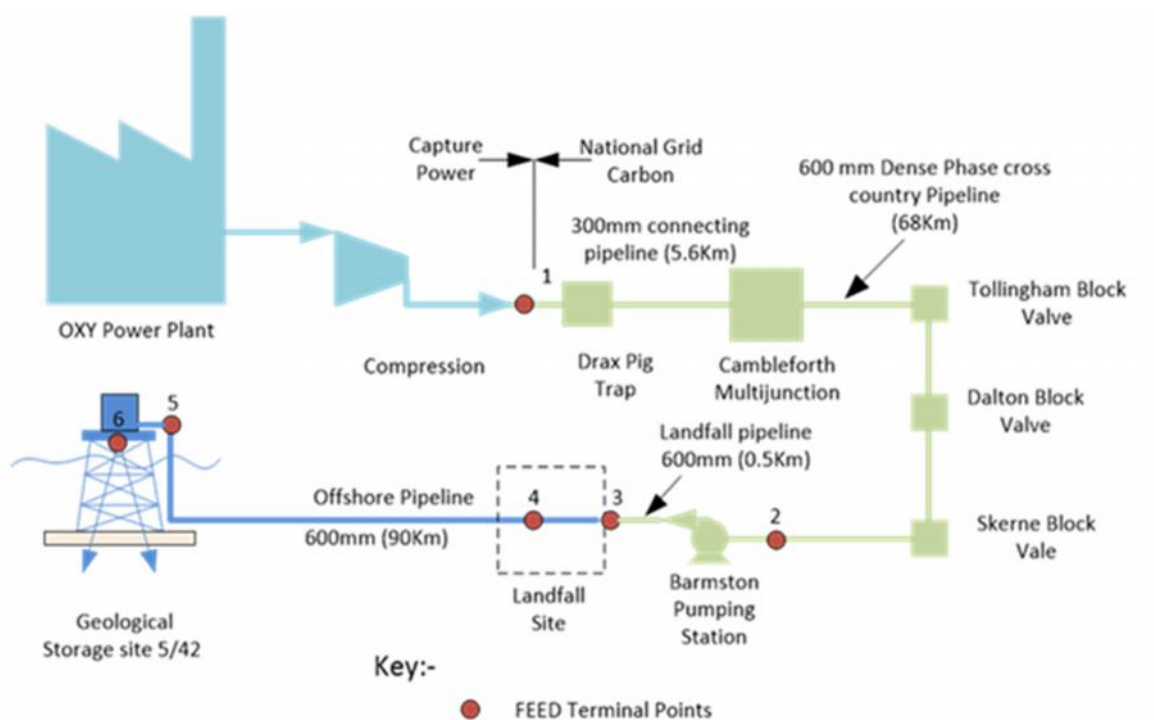 Capture
Power
National Grid
Carbon
600 mm Dense Phase cross
country Pipeline
(68Km)
300mm connecting
pipeline (5.6Km)
1
Tollingham Block
Valve
OXY Power Plant
Compression
Drax Pig
Trap
Cambleforth
Multijunction
Dalton Block
Valve
5
6
Landfall pipeline
600mm (0.5Km)
Offshore Pipeline
600mm (90Km)
4
3
2
Skerne Block
Vale
Landfall
Site
Barmston
Pumping
Station
Geological
Storage site 5/42
Key:-
FEED Terminal Points